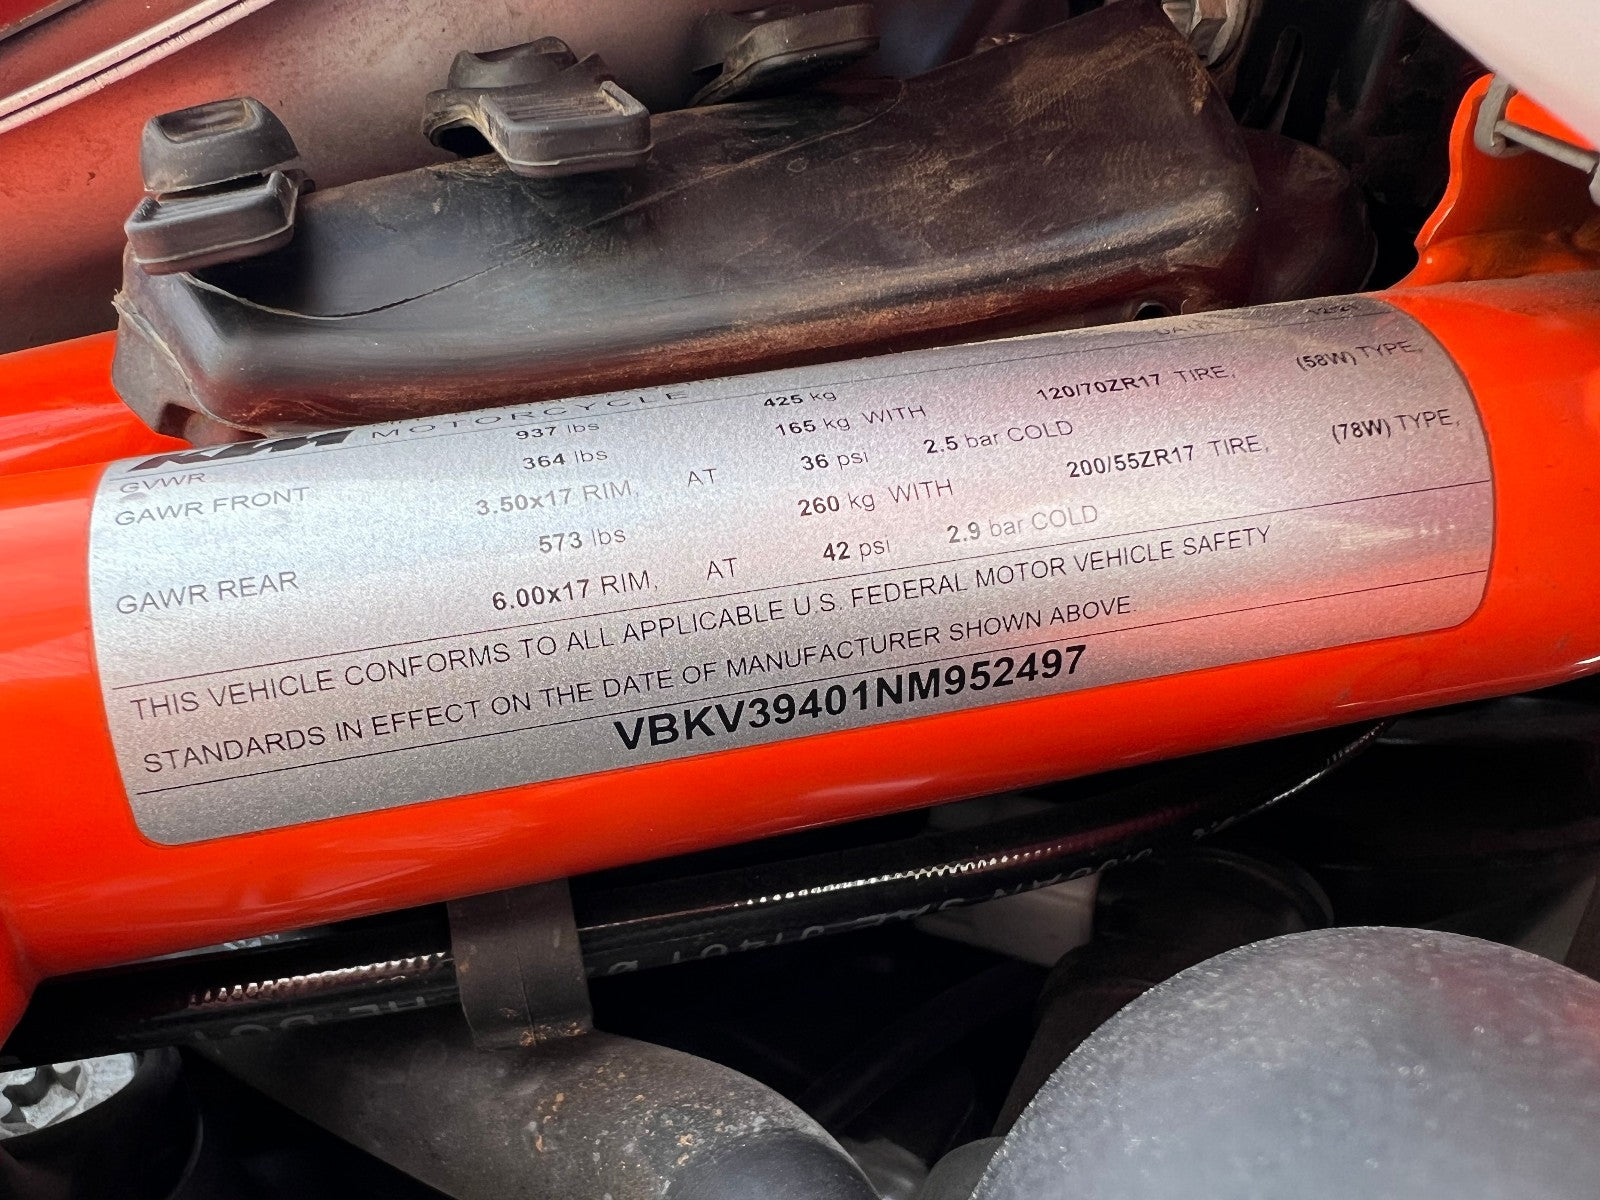 KTM MOTORCYCLE
GVWR 937 lbs 425 kg
GAWR FRONT 364 lbs 165 kg WITH 120/70ZR17 TIRE, (58W) TYPE,
3.50x17 RIM, AT 36 psi 2.5 bar COLD
GAWR REAR 573 lbs 260 kg WITH 200/55ZR17 TIRE, (78W) TYPE,
6.00x17 RIM, AT 42 psi 2.9 bar COLD
THIS VEHICLE CONFORMS TO ALL APPLICABLE U.S. FEDERAL MOTOR VEHICLE SAFETY
STANDARDS IN EFFECT ON THE DATE OF MANUFACTURER SHOWN ABOVE.
VBKV39401NM952497